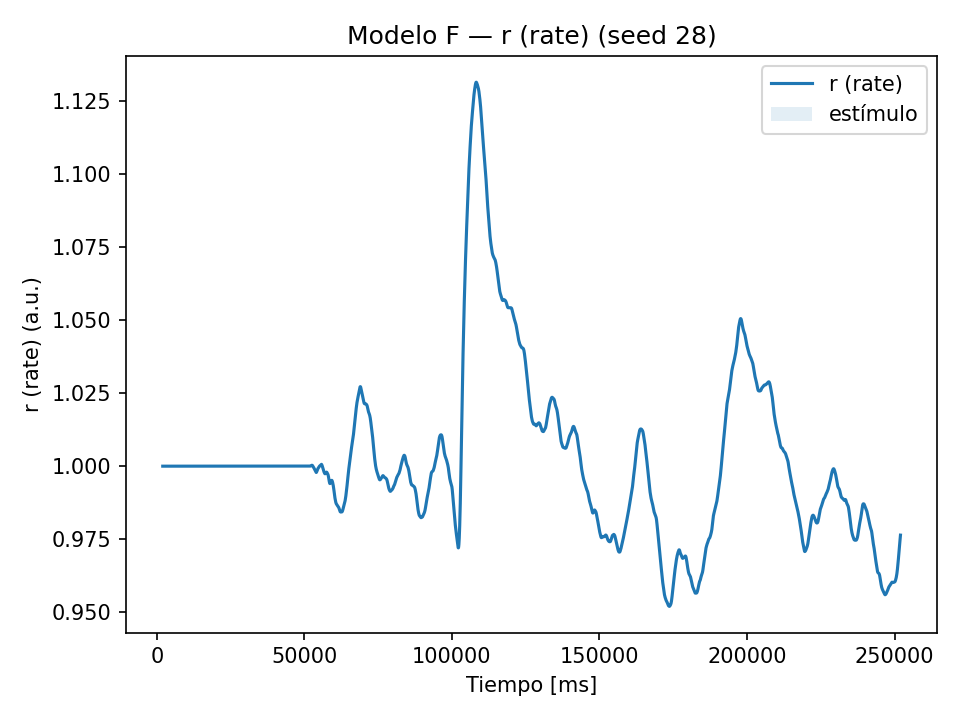 Modelo F — r (rate) (seed 28)
r (rate)
estímulo
r (rate) (a.u.)
1.125
1.100
1.075
1.050
1.025
1.000
0.975
0.950
0 50000 100000 150000 200000 250000
Tiempo [ms]